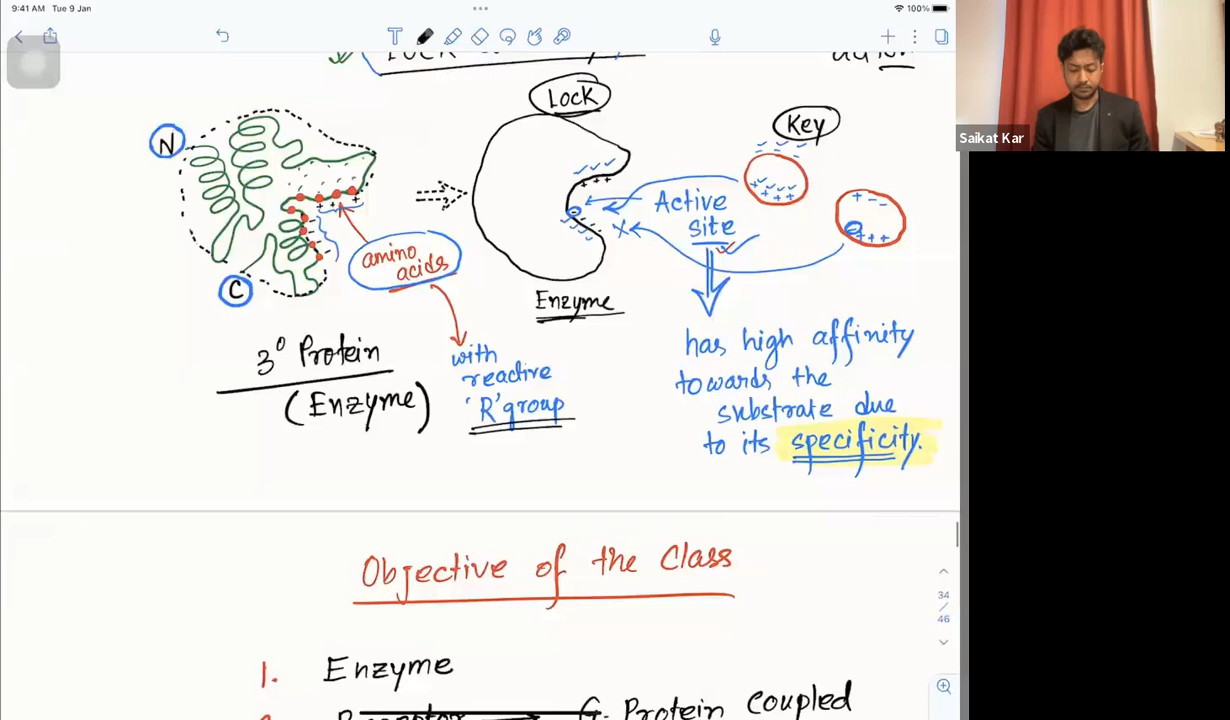 9:41 AM Tue 9 Jan
100%
Lock
Key
N
Saikat Kar
Active
site
amino
acids
C
Enzyme
3° Protein
(Enzyme)
with
reactive
'R' group
has high affinity
towards the
substrate due
to its specificity.
Objective of the Class
34
/
46
1. Enzyme
G-Protein coupled